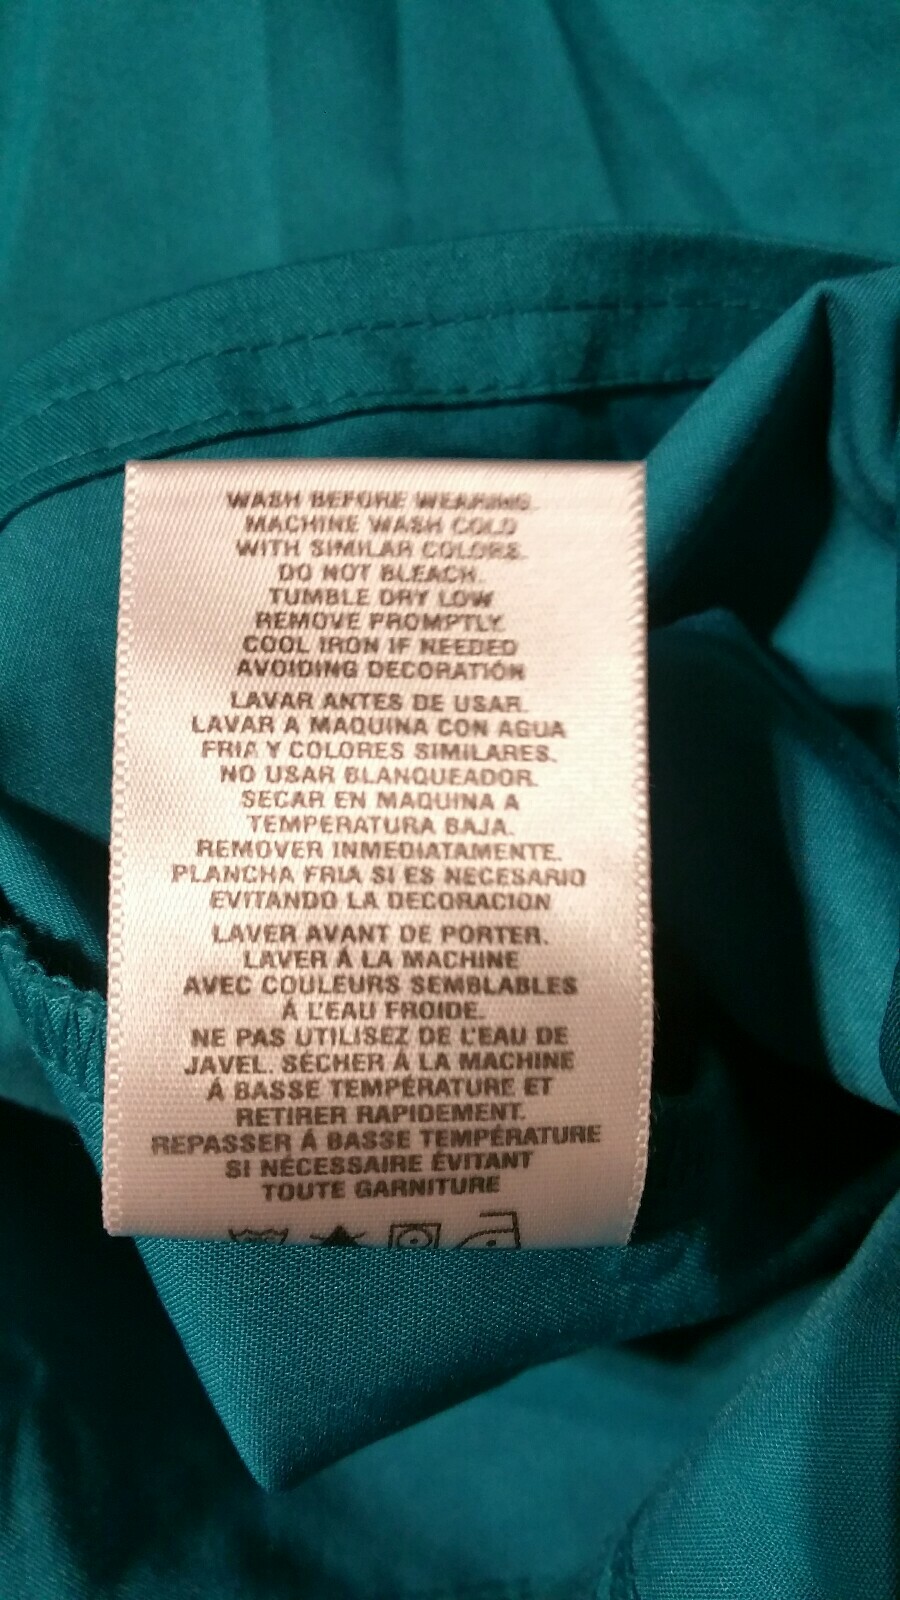 WASH BEFORE WEARING.
MACHINE WASH COLD
WITH SIMILAR COLORS.
DO NOT BLEACH.
TUMBLE DRY LOW
REMOVE PROMPTLY.
COOL IRON IF NEEDED
AVOIDING DECORATION
LAVAR ANTES DE USAR.
LAVAR A MAQUINA CON AGUA
FRIA Y COLORES SIMILARES.
NO USAR BLANQUEADOR.
SECAR EN MAQUINA A
TEMPERATURA BAJA.
REMOVER INMEDIATAMENTE.
PLANCHA FRIA SI ES NECESARIO
EVITANDO LA DECORACION
LAVER AVANT DE PORTER.
LAVER Á LA MACHINE
AVEC COULEURS SEMBLABLES
Á L'EAU FROIDE.
NE PAS UTILISEZ DE L'EAU DE
JAVEL. SÉCHER Á LA MACHINE
Á BASSE TEMPÉRATURE ET
RETIRER RAPIDEMENT.
REPASSER Á BASSE TEMPÉRATURE
SI NÉCESSAIRE ÉVITANT
TOUTE GARNITURE